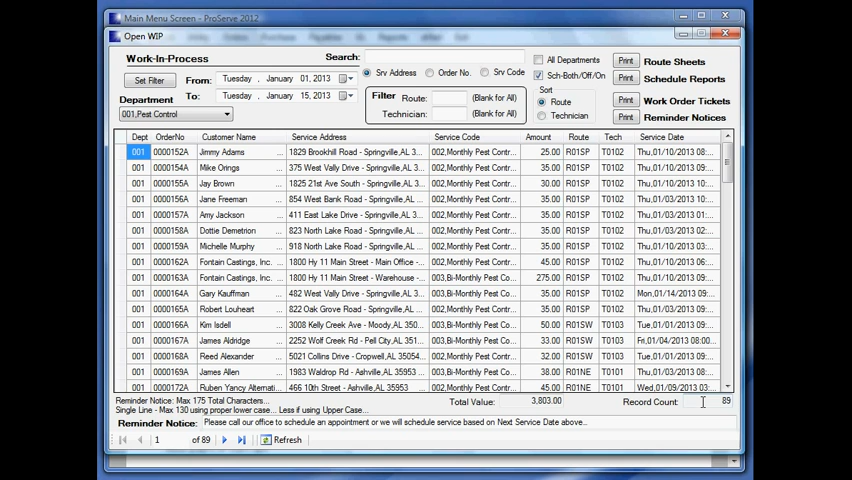 Main Menu Screen - ProServe 2012
Open WIP
Work-In-Process
Search:
All Departments
Print Route Sheets
Set Filter
From: Tuesday , January 01, 2013
Srv Address Order No. Srv Code
Sch-Both/Off/On
Print Schedule Reports
To: Tuesday , January 15, 2013
Filter Route: (Blank for All)
Sort
Route
Print Work Order Tickets
Department
001,Pest Control
Technician: (Blank for All)
Technician
Print Reminder Notices
Dept OrderNo Customer Name Service Address Service Code Amount Route Tech Service Date
001 0000152A Jimmy Adams ... 1829 Brookhill Road - Springville,AL 3... 002,Monthly Pest Contr... 25.00 R01SP T0102 Thu,01/10/2013 08:...
001 0000154A Mike Orings ... 375 West Vally Drive - Springville,AL... 002,Monthly Pest Contr... 35.00 R01SP T0102 Thu,01/10/2013 09:...
001 0000155A Jay Brown ... 1825 21st Ave South - Springville,AL... 002,Monthly Pest Contr... 30.00 R01SP T0102 Thu,01/10/2013 09:...
001 0000156A Jane Freeman ... 854 West Bank Road - Springville,AL... 002,Monthly Pest Contr... 35.00 R01SP T0102 Thu,01/03/2013 10:...
001 0000157A Amy Jackson ... 411 East Lake Drive - Springville,AL... 002,Monthly Pest Contr... 35.00 R01SP T0102 Thu,01/03/2013 01:...
001 0000158A Dottie Demetrion ... 823 North Lake Road - Springville,AL... 002,Monthly Pest Contr... 35.00 R01SP T0102 Thu,01/03/2013 02:...
001 0000159A Michelle Murphy ... 918 North Lake Road - Springville,AL... 002,Monthly Pest Contr... 35.00 R01SP T0102 Thu,01/10/2013 03:...
001 0000162A Fontain Castings, Inc. ... 1800 Hy 11 Main Street - Main Office -... 002,Monthly Pest Contr... 45.00 R01SP T0102 Thu,01/10/2013 06:...
001 0000163A Fontain Castings, Inc. ... 1800 Hy 11 Main Street - Warehouse -... 003,Bi-Monthly Pest Co... 275.00 R01SP T0102 Thu,01/10/2013 09:...
001 0000164A Gary Kauffman ... 482 West Vally Drive - Springville,AL... 002,Monthly Pest Contr... 35.00 R01SP T0102 Mon,01/14/2013 09:...
001 0000165A Robert Louheart ... 822 Oak Grove Road - Springville,AL... 002,Monthly Pest Contr... 35.00 R01SP T0102 Thu,01/03/2013 08:...
001 0000166A Kim Isdell ... 3008 Kelly Creek Ave - Moody,AL 350... 003,Bi-Monthly Pest Co... 50.00 R01SW T0103 Tue,01/01/2013 09:...
001 0000167A James Aldridge ... 2252 Wolf Creek Rd - Pell City,AL 351... 003,Bi-Monthly Pest Co... 33.00 R01SW T0103 Fri,01/04/2013 08:00...
001 0000168A Reed Alexander ... 5021 Collins Drive - Cropwell,AL 35054... 003,Bi-Monthly Pest Co... 32.00 R01SW T0103 Tue,01/01/2013 09:...
001 0000169A James Allen ... 1983 Waldrop Rd - Ashland,AL 3515... 003,Bi-Monthly Pest Co... 38.00 R01NE T0101 Thu,01/03/2013 08:...
001 0000172A Ruben Yancy Alternati... 466 10th Street - Ashland,AL 35953 ... 003,Bi-Monthly Pest Co... 45.00 R01NE T0101 Wed,01/09/2013 03:...
Reminder Notice: Max 175 Total Characters...
Total Value: 3,803.00
Record Count: 89
Single Line - Max 130 using proper lower case... Less if using Upper Case...
Reminder Notice: Please call our office to schedule an appointment or we will schedule service based on Next Service Date above..
1 of 89 Refresh